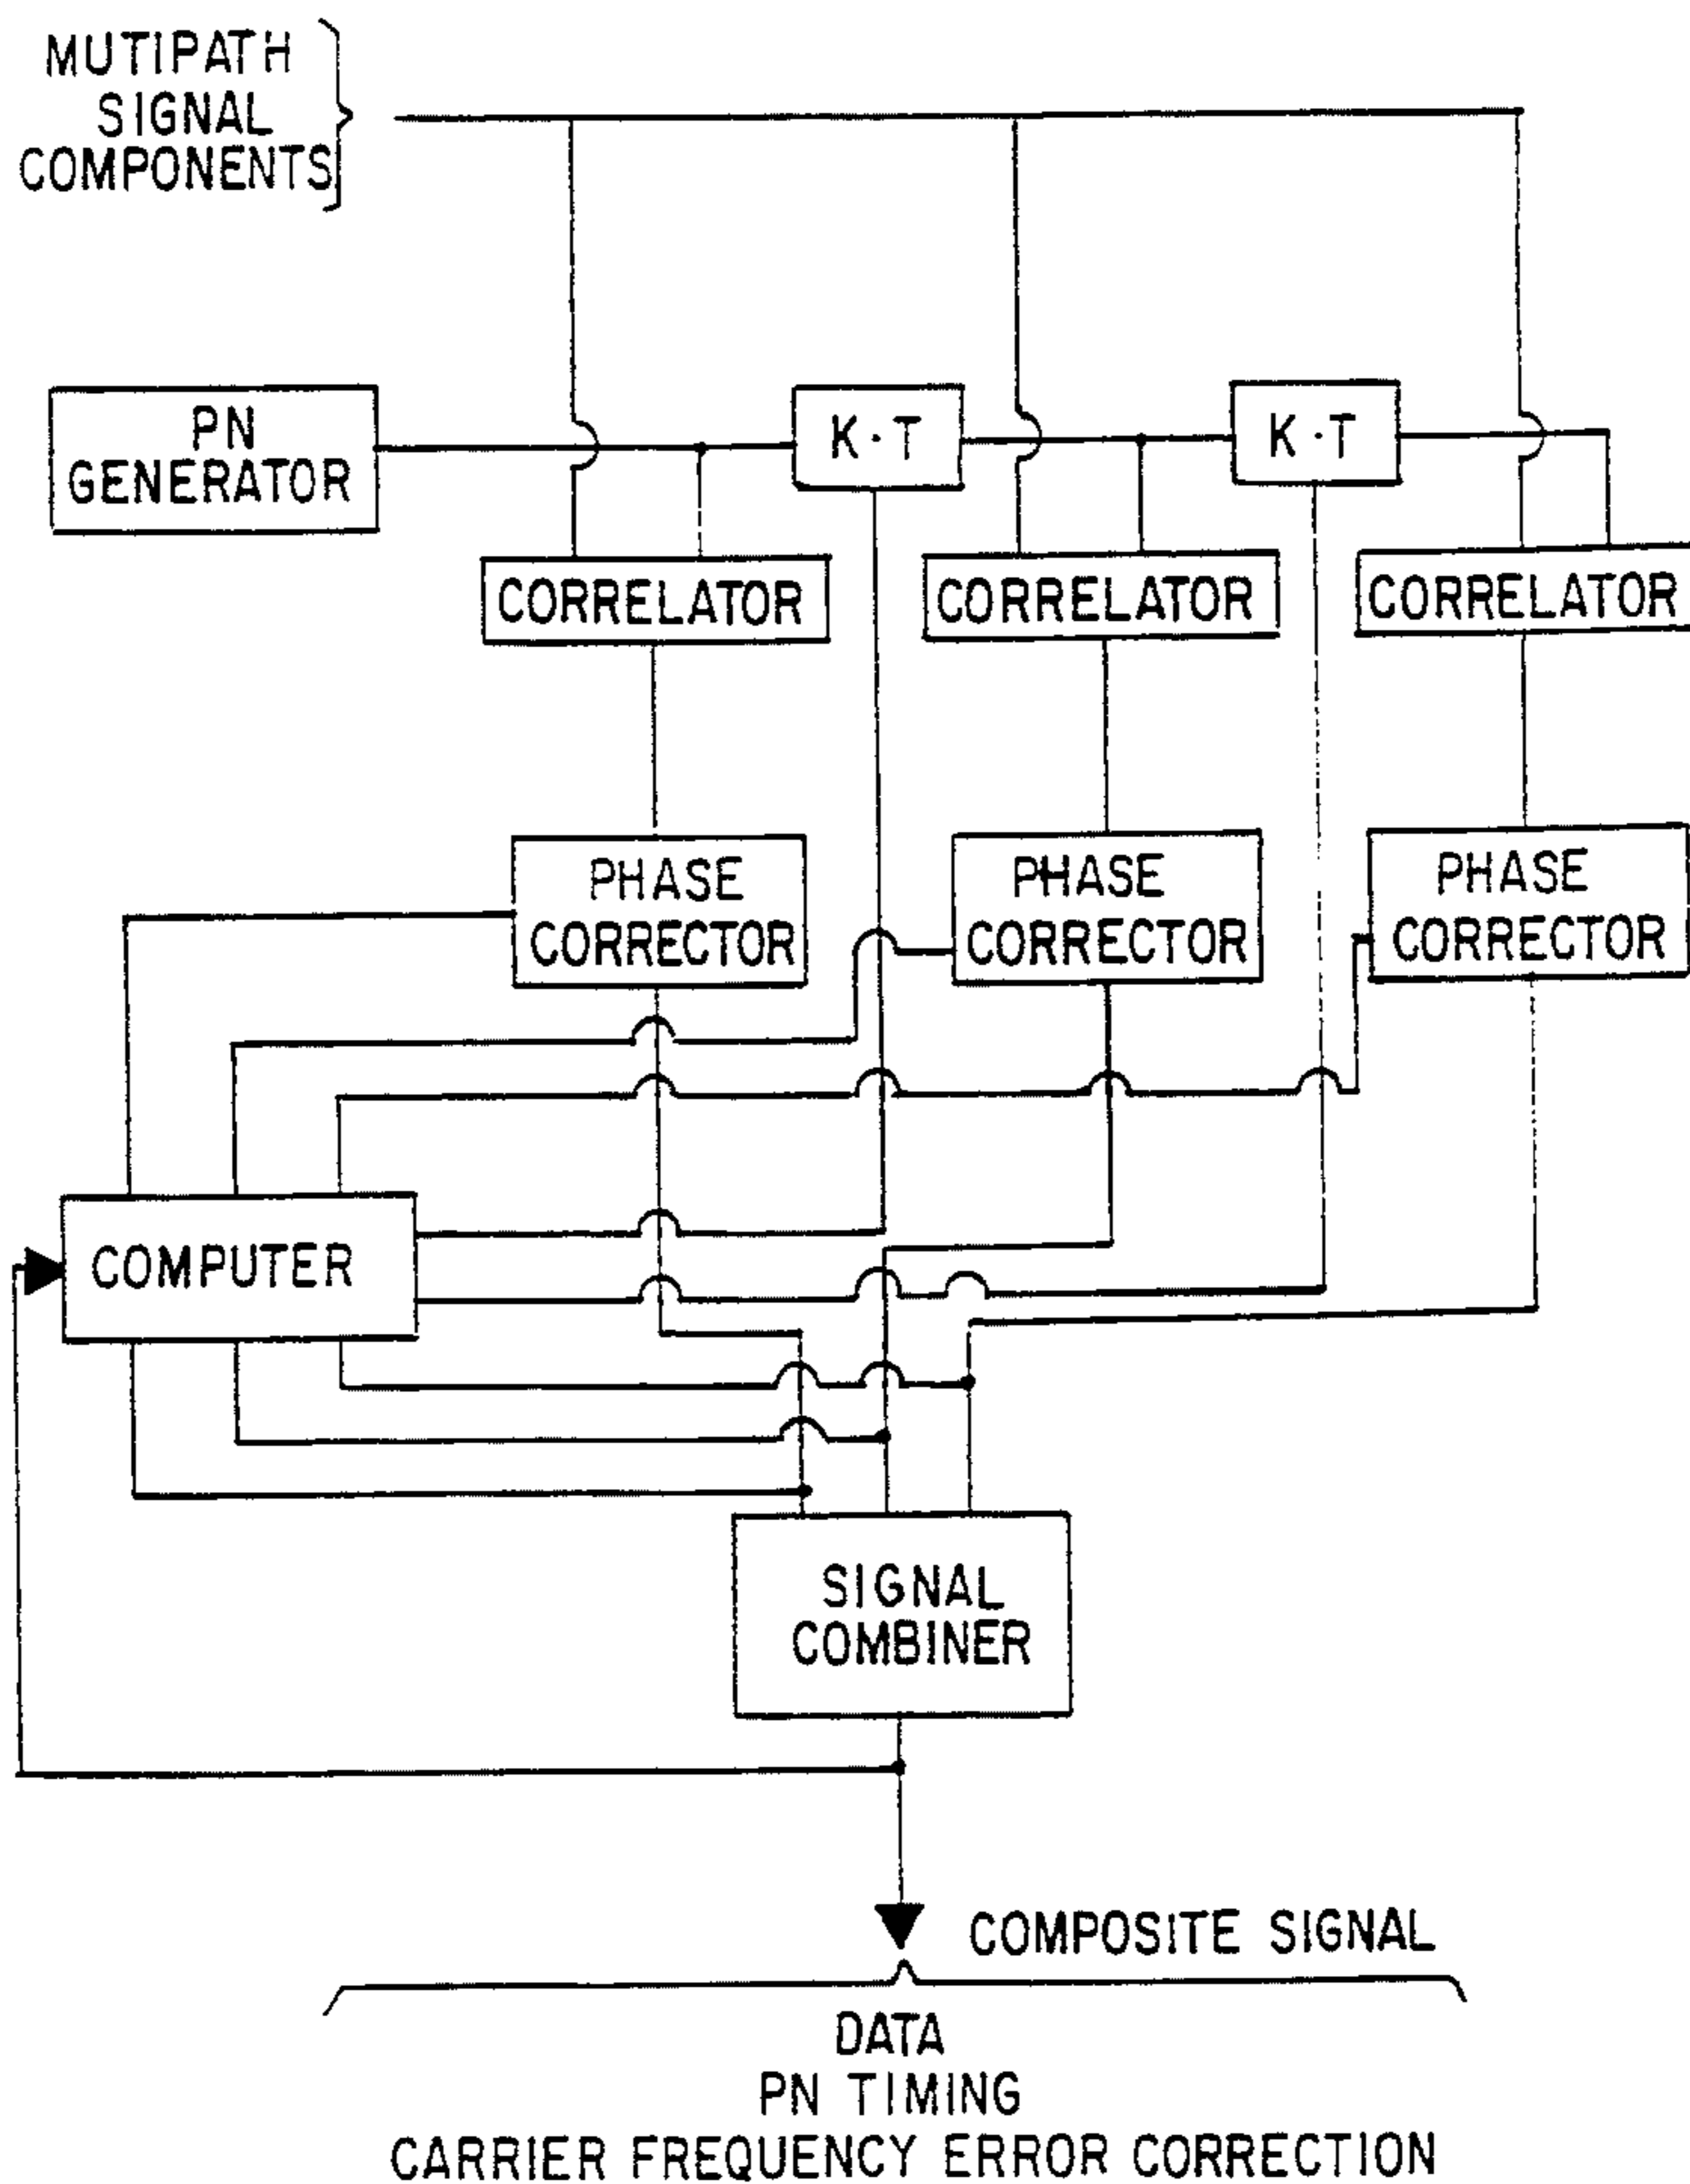 MUTIPATH
SIGNAL
COMPONENTS
PN
GENERATOR
K·T
K·T
CORRELATOR
CORRELATOR
CORRELATOR
PHASE
CORRECTOR
PHASE
CORRECTOR
PHASE
CORRECTOR
COMPUTER
SIGNAL
COMBINER
COMPOSITE SIGNAL
DATA
PN TIMING
CARRIER FREQUENCY ERROR CORRECTION